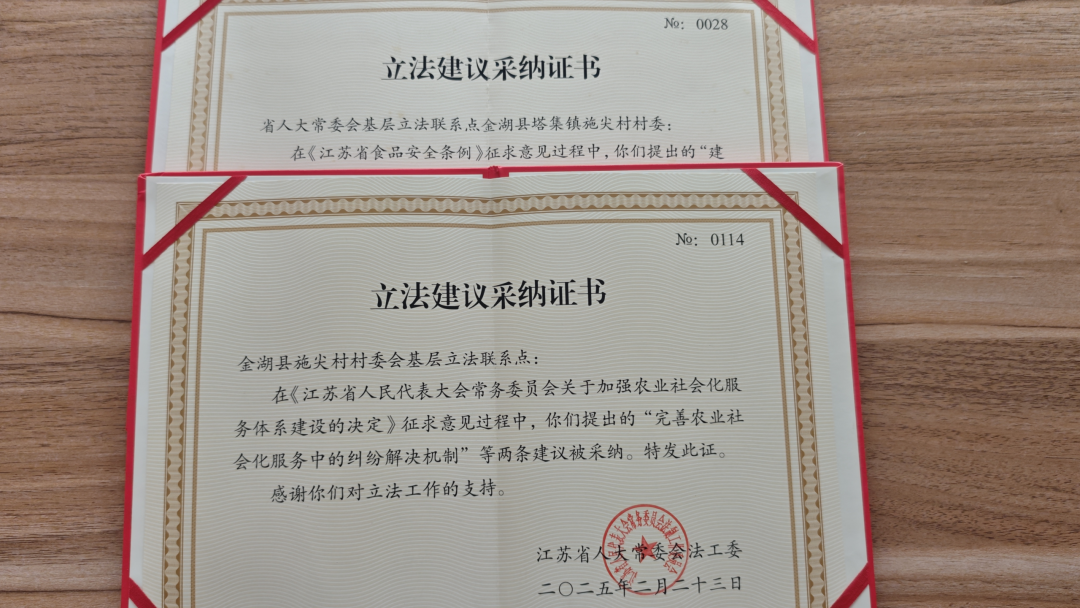 №: 0028
立法建议采纳证书
省人大常委会基层立法联系点金湖县塔集镇施尖村村委:
在《江苏省食品安全条例》征求意见过程中,你们提出的“建
№: 0114
立法建议采纳证书
金湖县施尖村村委会基层立法联系点:
在《江苏省人民代表大会常务委员会关于加强农业社会化服
务体系建设的决定》征求意见过程中,你们提出的“完善农业社
会化服务中的纠纷解决机制”等两条建议被采纳。特发此证。
感谢你们对立法工作的支持。
江苏省人大常委会法工委
二〇二五年二月二十三日